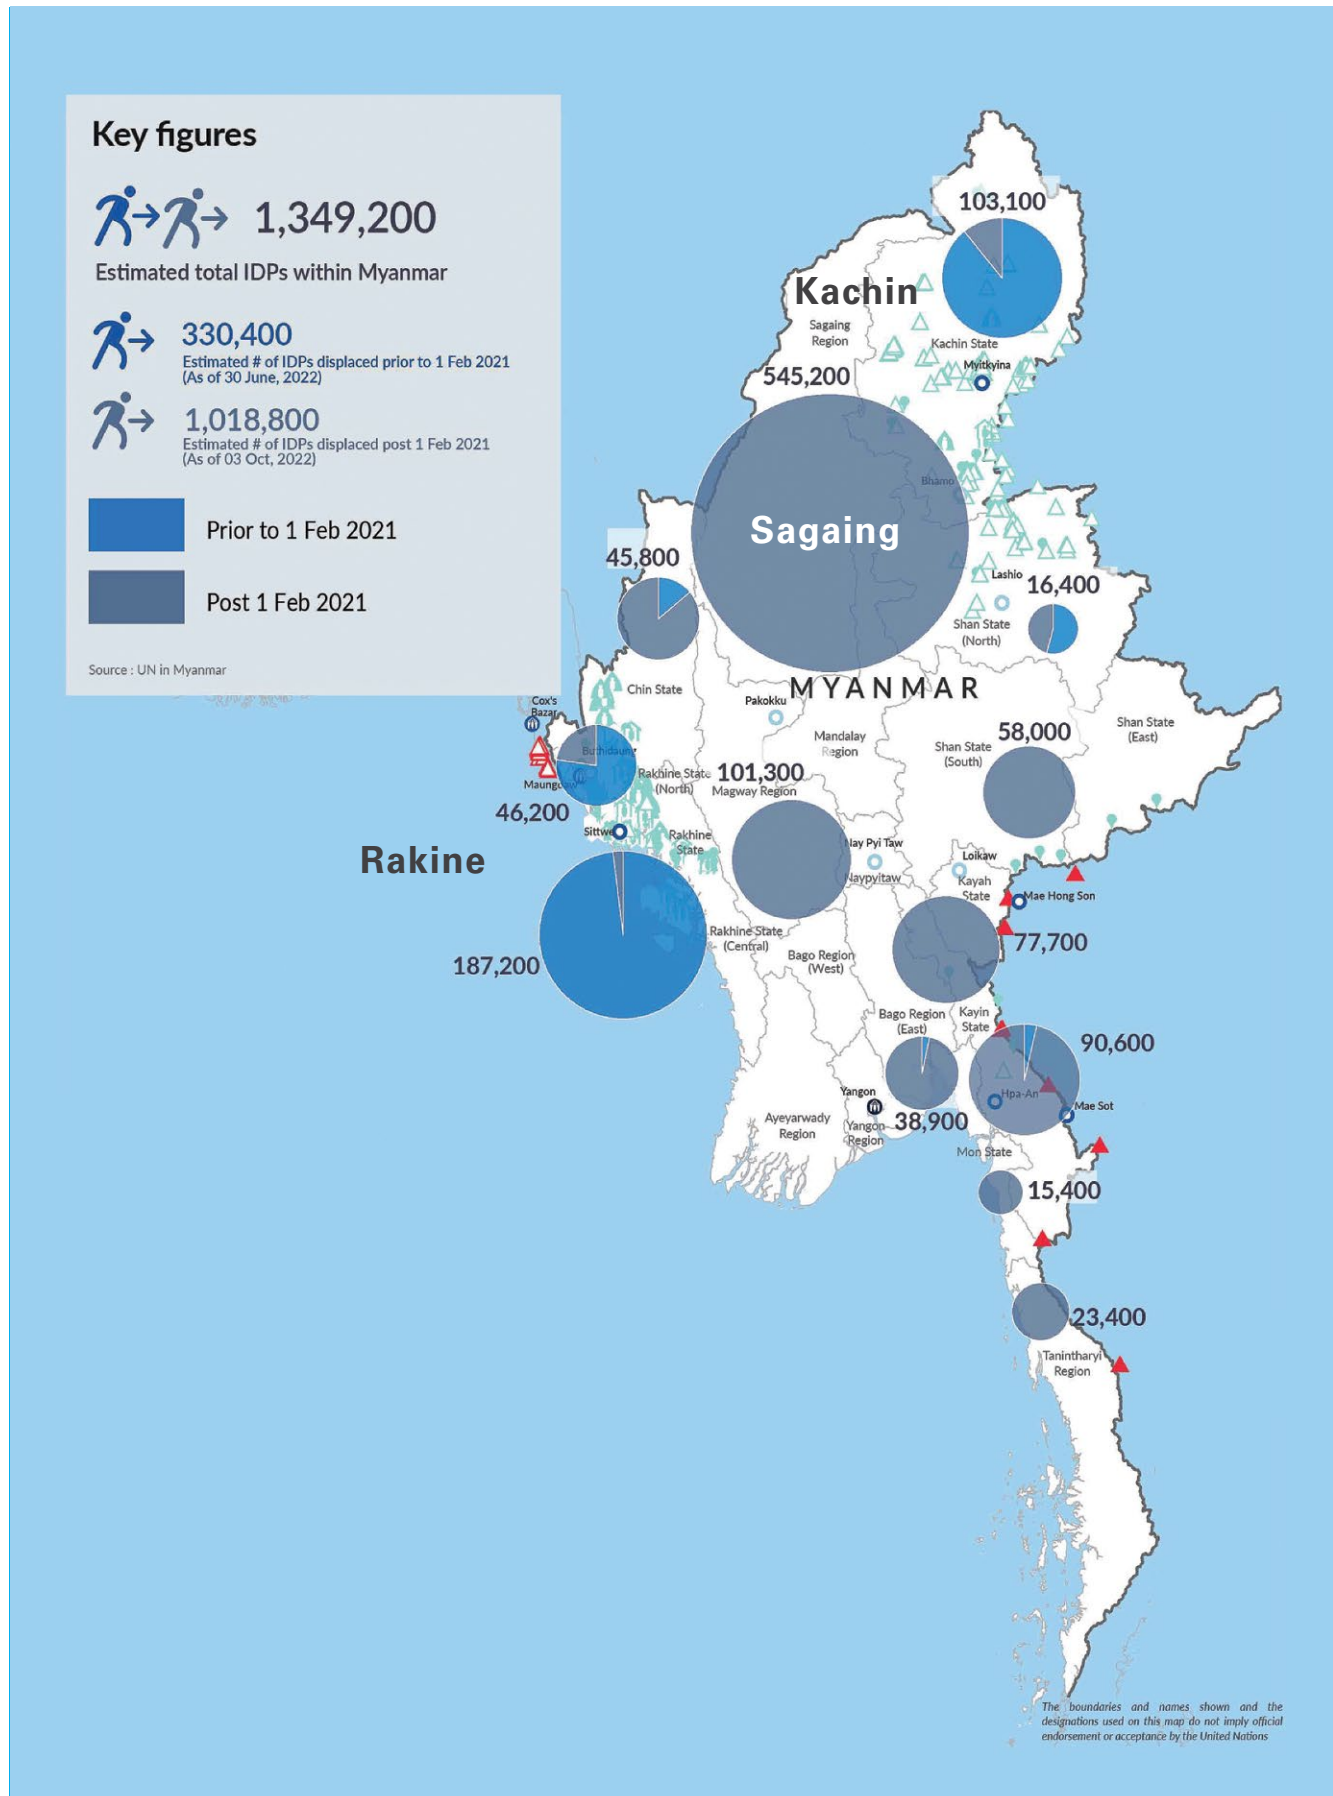 Key figures
1,349,200
Estimated total IDPs within Myanmar
330,400
Estimated # of IDPs displaced prior to 1 Feb 2021
(As of 30 June, 2022)
1,018,800
Estimated # of IDPs displaced post 1 Feb 2021
(As of 03 Oct, 2022)
Prior to 1 Feb 2021
Post 1 Feb 2021
Source : UN in Myanmar
103,100
Kachin
Sagaing
Region
Kachin State
Myitkyina
545,200
Bhamo
Sagaing
45,800
Lashio
16,400
Shan State
(North)
Chin State
MYANMAR
Pakokku
Cox's
Bazar
Shan State
(East)
58,000
Mandalay
Region
Shan State
(South)
Buthidaung
Rakhine State
(North)
101,300
Magway Region
Maungdaw
46,200
Sittwe
Rakhine
State
Nay Pyi Taw
Naypyitaw
Loikaw
Kayah
State
Mae Hong Son
Rakine
77,700
Rakhine State
(Central)
Bago Region
(West)
187,200
Bago Region
(East)
Kayin
State
90,600
Yangon
Hpa-An
Mae Sot
Ayeyarwady
Region
Yangon
Region
38,900
Mon State
15,400
23,400
Tanintharyi
Region
The boundaries and names shown and the
designations used on this map do not imply official
endorsement or acceptance by the United Nations